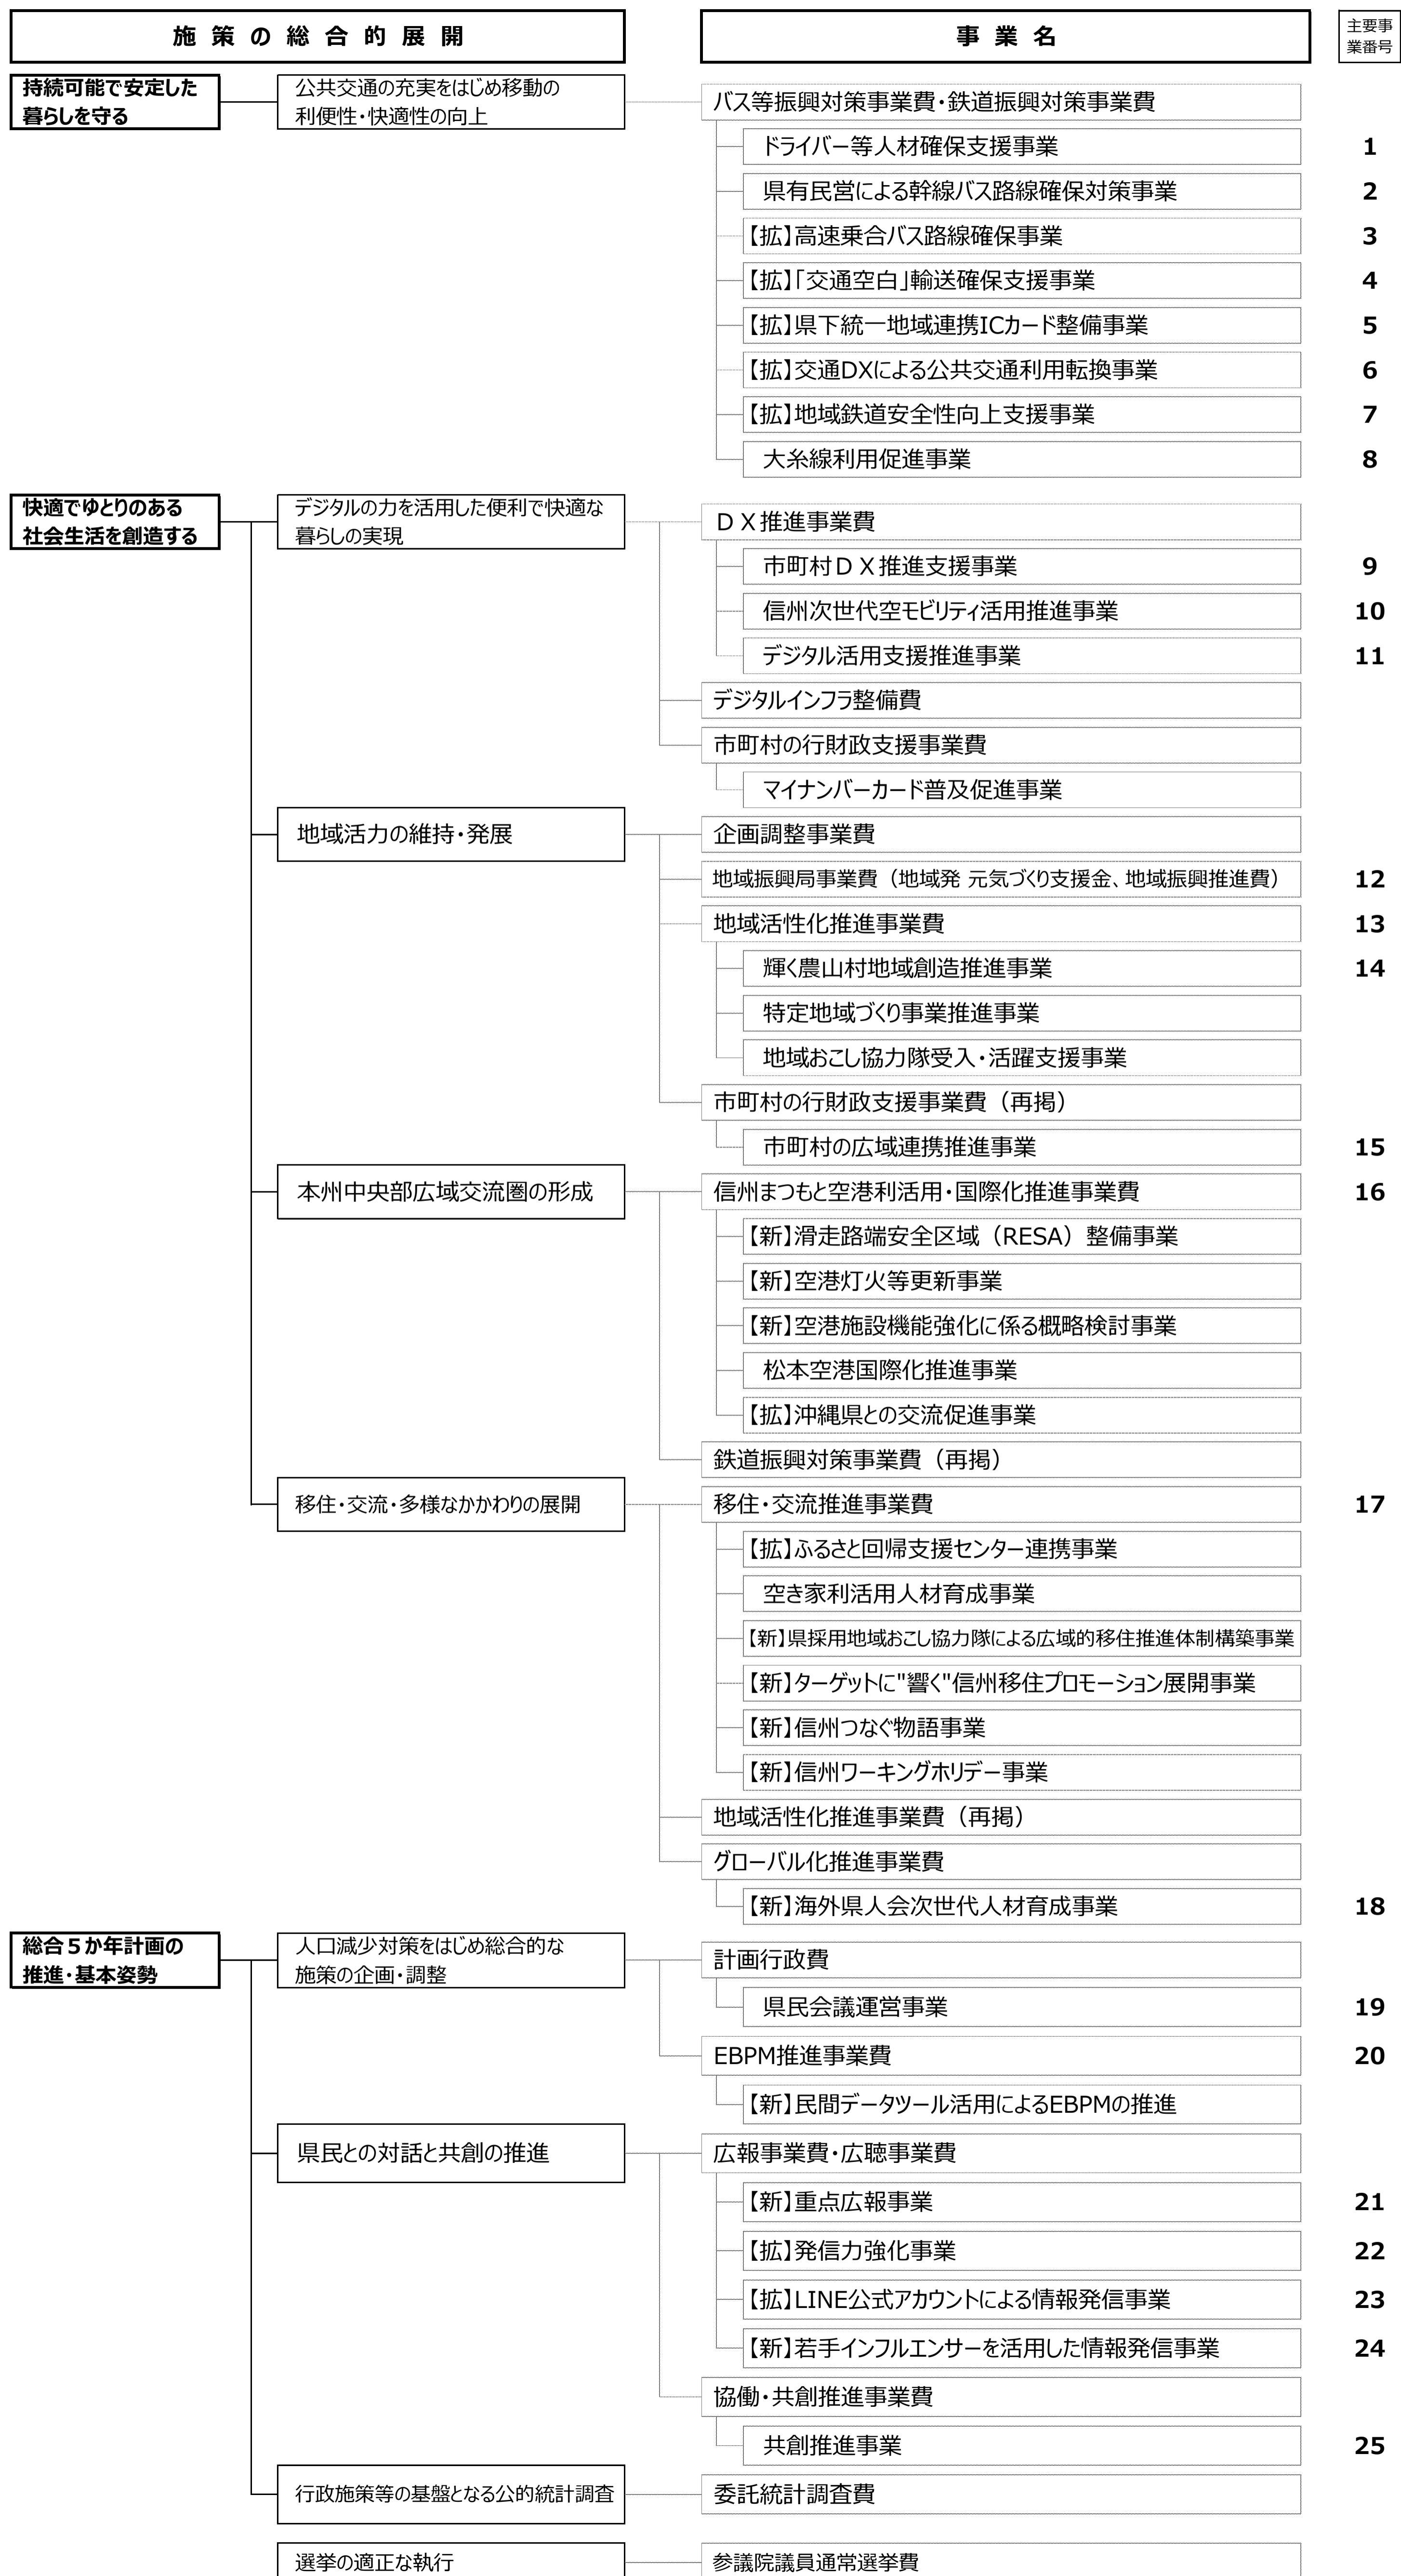 施策の総合的展開
事業名
主要事
業番号
持続可能で安定した
暮らしを守る
公共交通の充実をはじめ移動の
利便性・快適性の向上
バス等振興対策事業費・鉄道振興対策事業費
ドライバー等人材確保支援事業 1
県有民営による幹線バス路線確保対策事業 2
【拡】高速乗合バス路線確保事業 3
【拡】「交通空白」輸送確保支援事業 4
【拡】県下統一地域連携ICカード整備事業 5
【拡】交通DXによる公共交通利用転換事業 6
【拡】地域鉄道安全性向上支援事業 7
大糸線利用促進事業 8
快適でゆとりのある
社会生活を創造する
デジタルの力を活用した便利で快適な
暮らしの実現
ＤＸ推進事業費
市町村ＤＸ推進支援事業 9
信州次世代空モビリティ活用推進事業 10
デジタル活用支援推進事業 11
デジタルインフラ整備費
市町村の行財政支援事業費
マイナンバーカード普及促進事業
地域活力の維持・発展
企画調整事業費
地域振興局事業費（地域発 元気づくり支援金、地域振興推進費） 12
地域活性化推進事業費 13
輝く農山村地域創造推進事業 14
特定地域づくり事業推進事業
地域おこし協力隊受入・活躍支援事業
市町村の行財政支援事業費（再掲）
市町村の広域連携推進事業 15
本州中央部広域交流圏の形成
信州まつもと空港利活用・国際化推進事業費 16
【新】滑走路端安全区域（RESA）整備事業
【新】空港灯火等更新事業
【新】空港施設機能強化に係る概略検討事業
松本空港国際化推進事業
【拡】沖縄県との交流促進事業
鉄道振興対策事業費（再掲）
移住・交流・多様なかかわりの展開
移住・交流推進事業費 17
【拡】ふるさと回帰支援センター連携事業
空き家利活用人材育成事業
【新】県採用地域おこし協力隊による広域的移住推進体制構築事業
【新】ターゲットに"響く"信州移住プロモーション展開事業
【新】信州つなぐ物語事業
【新】信州ワーキングホリデー事業
地域活性化推進事業費（再掲）
グローバル化推進事業費
【新】海外県人会次世代人材育成事業 18
総合５か年計画の
推進・基本姿勢
人口減少対策をはじめ総合的な
施策の企画・調整
計画行政費
県民会議運営事業 19
EBPM推進事業費 20
【新】民間データツール活用によるEBPMの推進
県民との対話と共創の推進
広報事業費・広聴事業費
【新】重点広報事業 21
【拡】発信力強化事業 22
【拡】LINE公式アカウントによる情報発信事業 23
【新】若手インフルエンサーを活用した情報発信事業 24
協働・共創推進事業費
共創推進事業 25
行政施策等の基盤となる公的統計調査
委託統計調査費
選挙の適正な執行
参議院議員通常選挙費